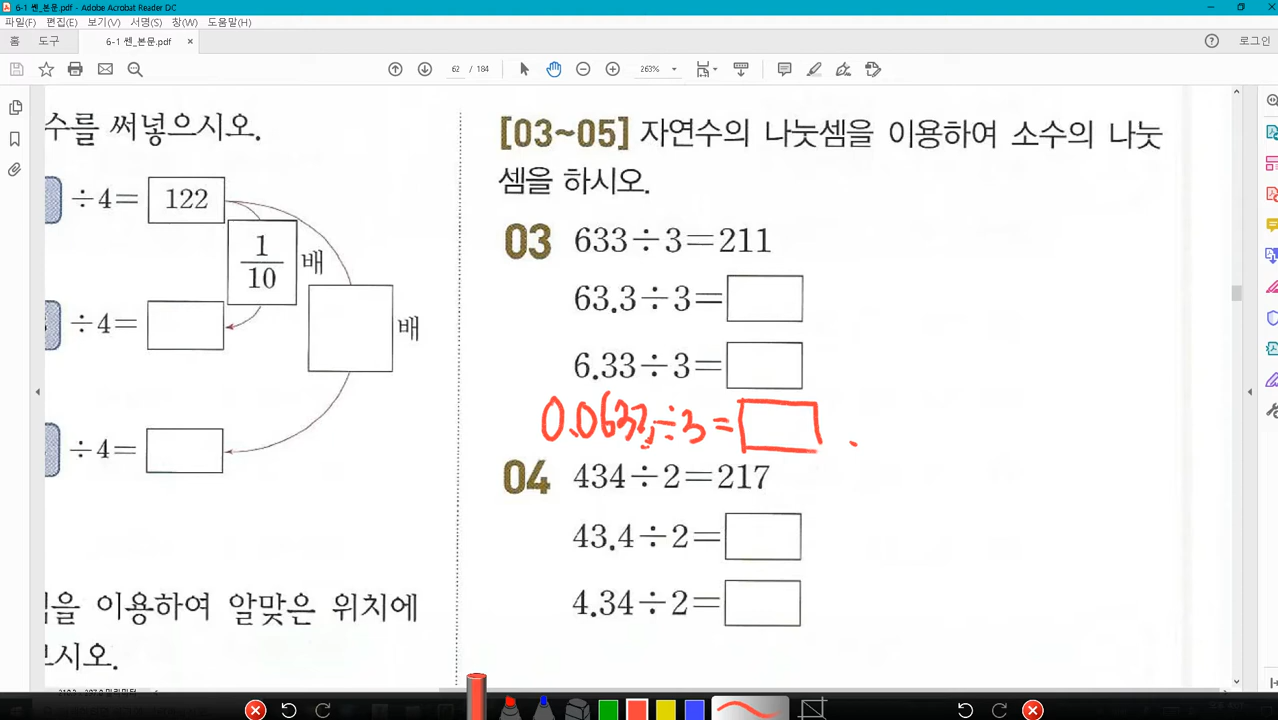 6-1 쎈_본문.pdf - Adobe Acrobat Reader DC
파일(F) 편집(E) 보기(V) 서명(S) 창(W) 도움말(H)
홈 도구 6-1 쎈_본문.pdf × 로그인
62 / 184 263%
수를 써넣으시오.
÷4= 122
1/10 배
÷4=
배
÷4=
을 이용하여 알맞은 위치에
시오.
[03~05] 자연수의 나눗셈을 이용하여 소수의 나눗
셈을 하시오.
03 633÷3=211
63.3÷3=
6.33÷3=
0.0633÷3=
04 434÷2=217
43.4÷2=
4.34÷2=